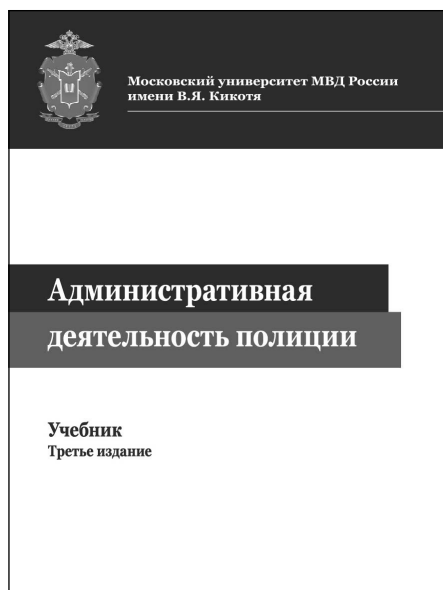 Московский университет МВД России
имени В.Я. Кикотя
Административная
деятельность полиции
Учебник
Третье издание